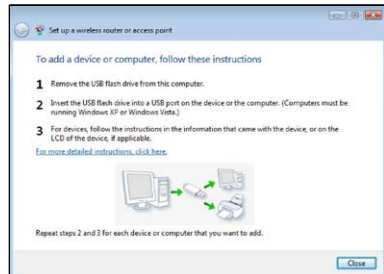 Set up a wireless router or access point
To add a device or computer, follow these instructions
1 Remove the USB flash drive from this computer.
2 Insert the USB flash drive into a USB port on the device or the computer. (Computers must be
running Windows XP or Windows Vista.)
3 For devices, follow the instructions in the information that came with the device, or on the
LCD of the device, if applicable.
For more detailed instructions, click here.
Repeat steps 2 and 3 for each device or computer that you want to add.
Close